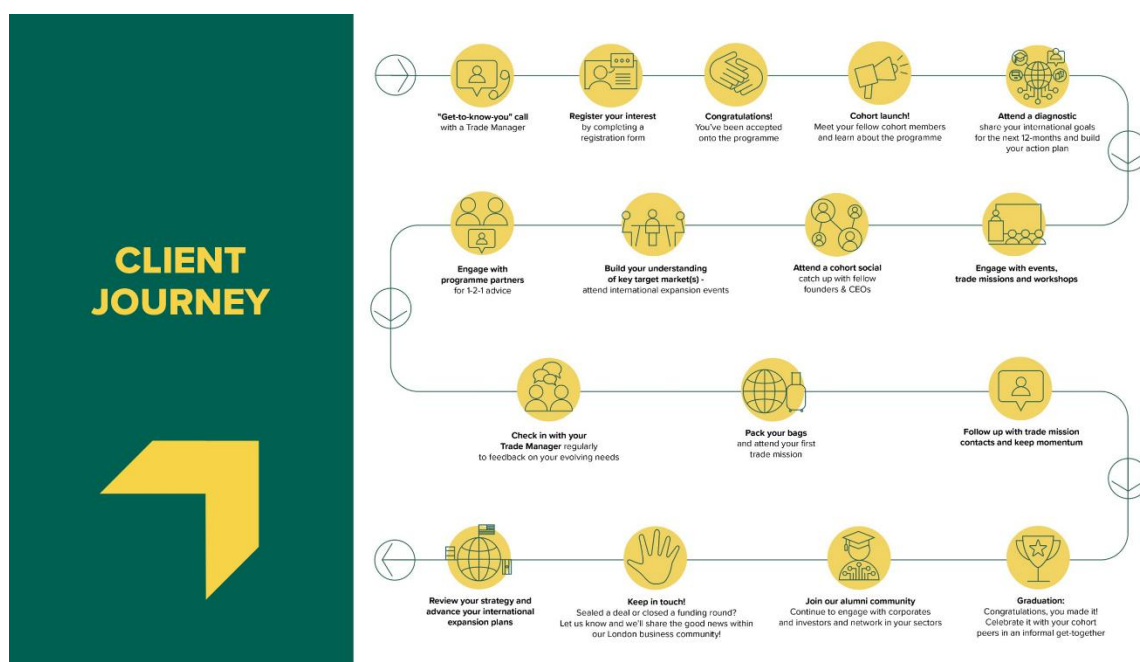 CLIENT
JOURNEY
"Get-to-know-you" call
with a Trade Manager
Register your interest
by completing a
registration form
Congratulations!
You've been accepted
onto the programme
Cohort launch!
Meet your fellow cohort members
and learn about the programme
Attend a diagnostic
share your international goals
for the next 12-months and build
your action plan
Engage with
programme partners
for 1-2-1 advice
Build your understanding
of key target market(s) -
attend international expansion events
Attend a cohort social
catch up with fellow
founders & CEOs
Engage with events,
trade missions and workshops
Check in with your
Trade Manager regularly
to feedback on your evolving needs
Pack your bags
and attend your first
trade mission
Follow up with trade mission
contacts and keep momentum
Review your strategy and
advance your international
expansion plans
Keep in touch!
Sealed a deal or closed a funding round?
Let us know and we'll share the good news within
our London business community!
Join our alumni community
Continue to engage with corporates
and investors and network in your sectors
Graduation:
Congratulations, you made it!
Celebrate it with your cohort
peers in an informal get-together